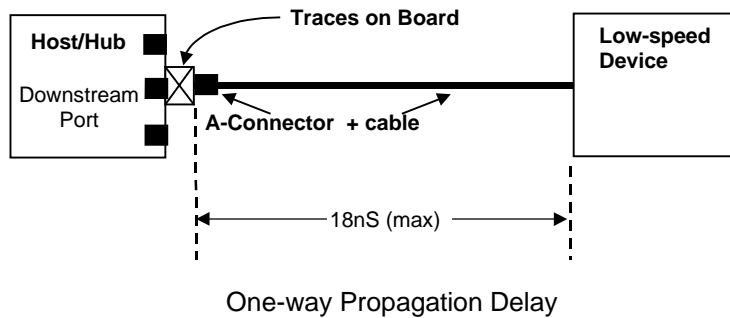 Traces on Board
Host/Hub
Downstream
Port
A-Connector + cable
Low-speed
Device
18nS (max)
One-way Propagation Delay